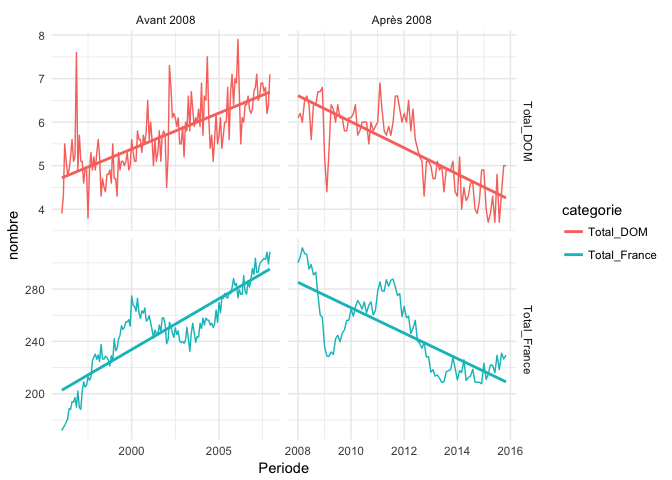 Avant 2008 Après 2008
8
7
6
5
4
Total_DOM
280
240
200
Total_France
nombre
2000 2005 2008 2010 2012 2014 2016
Periode
categorie
Total_DOM
Total_France